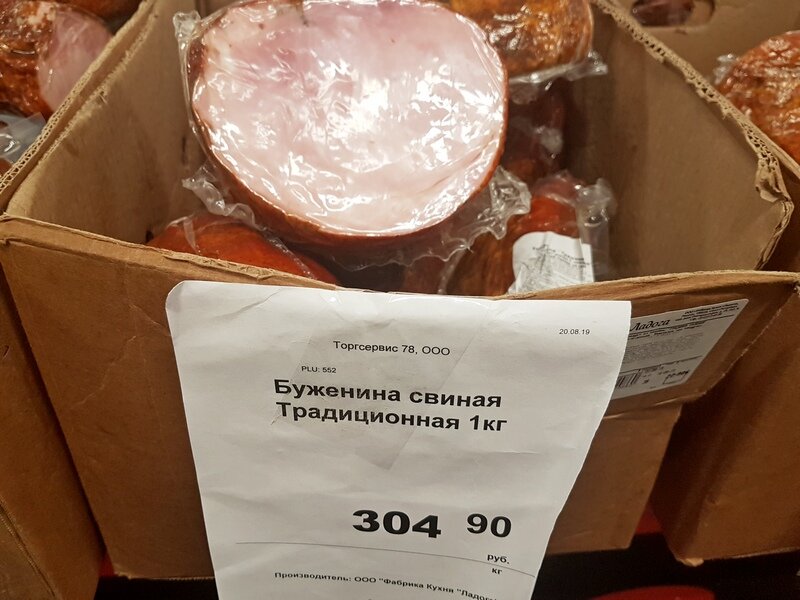 20.08.19
Торгсервис 78, ООО
PLU: 552
Буженина свиная
Традиционная 1кг
304 90
руб.
кг
Производитель: ООО "Фабрика Кухня "Ладога
Ладога